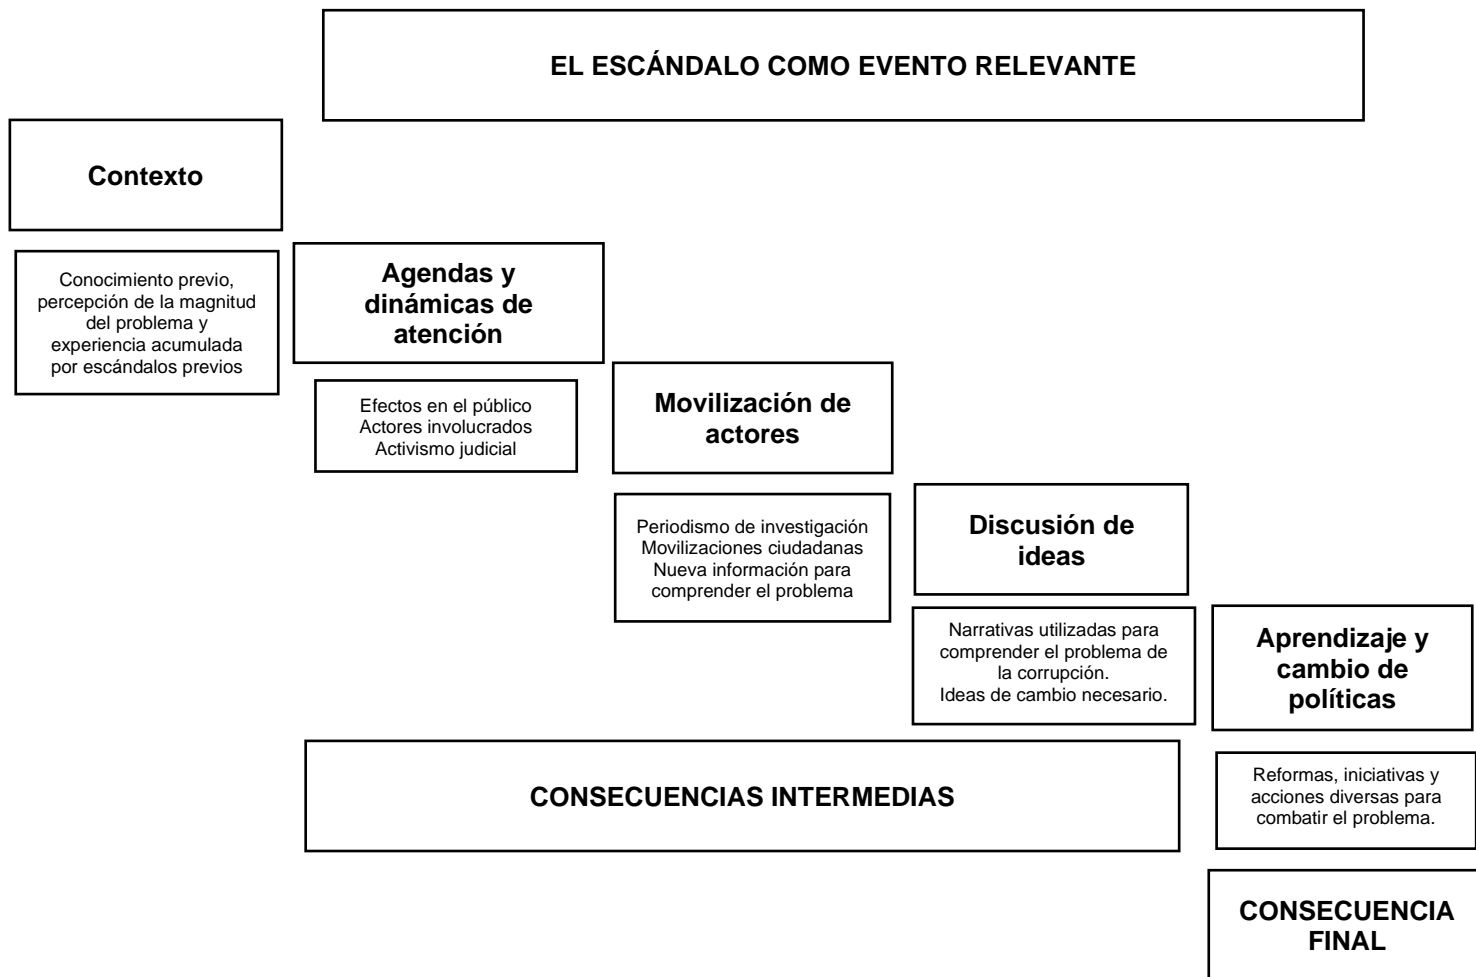 EL ESCÁNDALO COMO EVENTO RELEVANTE
Contexto
Conocimiento previo,
percepción de la magnitud
del problema y
experiencia acumulada
por escándalos previos
Agendas y
dinámicas de
atención
Efectos en el público
Actores involucrados
Activismo judicial
Movilización de
actores
Periodismo de investigación
Movilizaciones ciudadanas
Nueva información para
comprender el problema
Discusión de
ideas
Narrativas utilizadas para
comprender el problema de
la corrupción.
Ideas de cambio necesario.
Aprendizaje y
cambio de
políticas
Reformas, iniciativas y
acciones diversas para
combatir el problema.
CONSECUENCIAS INTERMEDIAS
CONSECUENCIA
FINAL